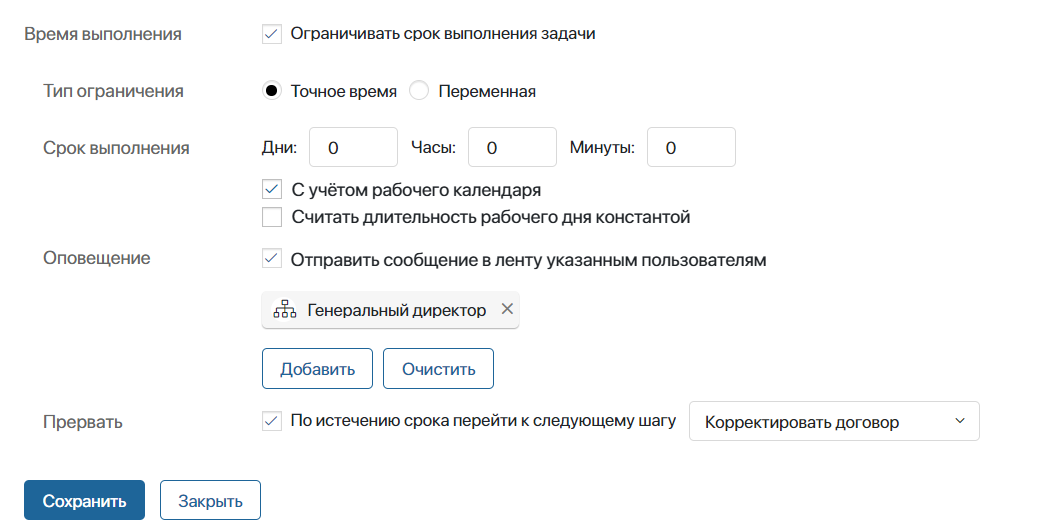 Время выполнения Ограничивать срок выполнения задачи
Тип ограничения Точное время Переменная
Срок выполнения Дни: 0 Часы: 0 Минуты: 0
С учётом рабочего календаря
Считать длительность рабочего дня константой
Оповещение Отправить сообщение в ленту указанным пользователям
Генеральный директор
Добавить Очистить
Прервать По истечению срока перейти к следующему шагу Корректировать договор
Сохранить Закрыть